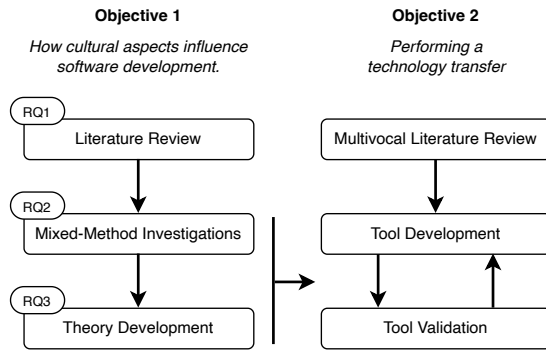 Objective 1
How cultural aspects influence
software development.
RQ1
Literature Review
RQ2
Mixed-Method Investigations
RQ3
Theory Development
Objective 2
Performing a
technology transfer
Multivocal Literature Review
Tool Development
Tool Validation